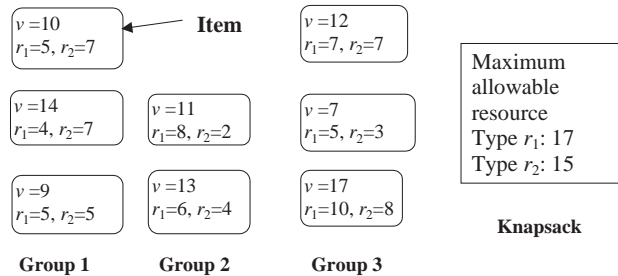 v =10
r₁=5, r₂=7
Item
v =12
r₁=7, r₂=7
v =14
r₁=4, r₂=7
v =11
r₁=8, r₂=2
v =7
r₁=5, r₂=3
v =9
r₁=5, r₂=5
v =13
r₁=6, r₂=4
v =17
r₁=10, r₂=8
Maximum
allowable
resource
Type r₁: 17
Type r₂: 15
Knapsack
Group 1
Group 2
Group 3